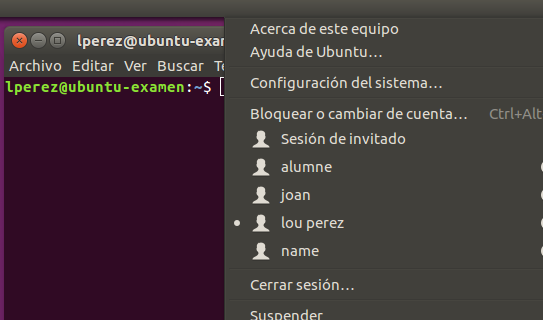 lperez@ubuntu-exam
Archivo Editar Ver Buscar
lperez@ubuntu-examen:~$
Acerca de este equipo
Ayuda de Ubuntu...
Configuración del sistema...
Bloquear o cambiar de cuenta... Ctrl+Alt
Sesión de invitado
alumne
joan
lou perez
name
Cerrar sesión...
Suspender